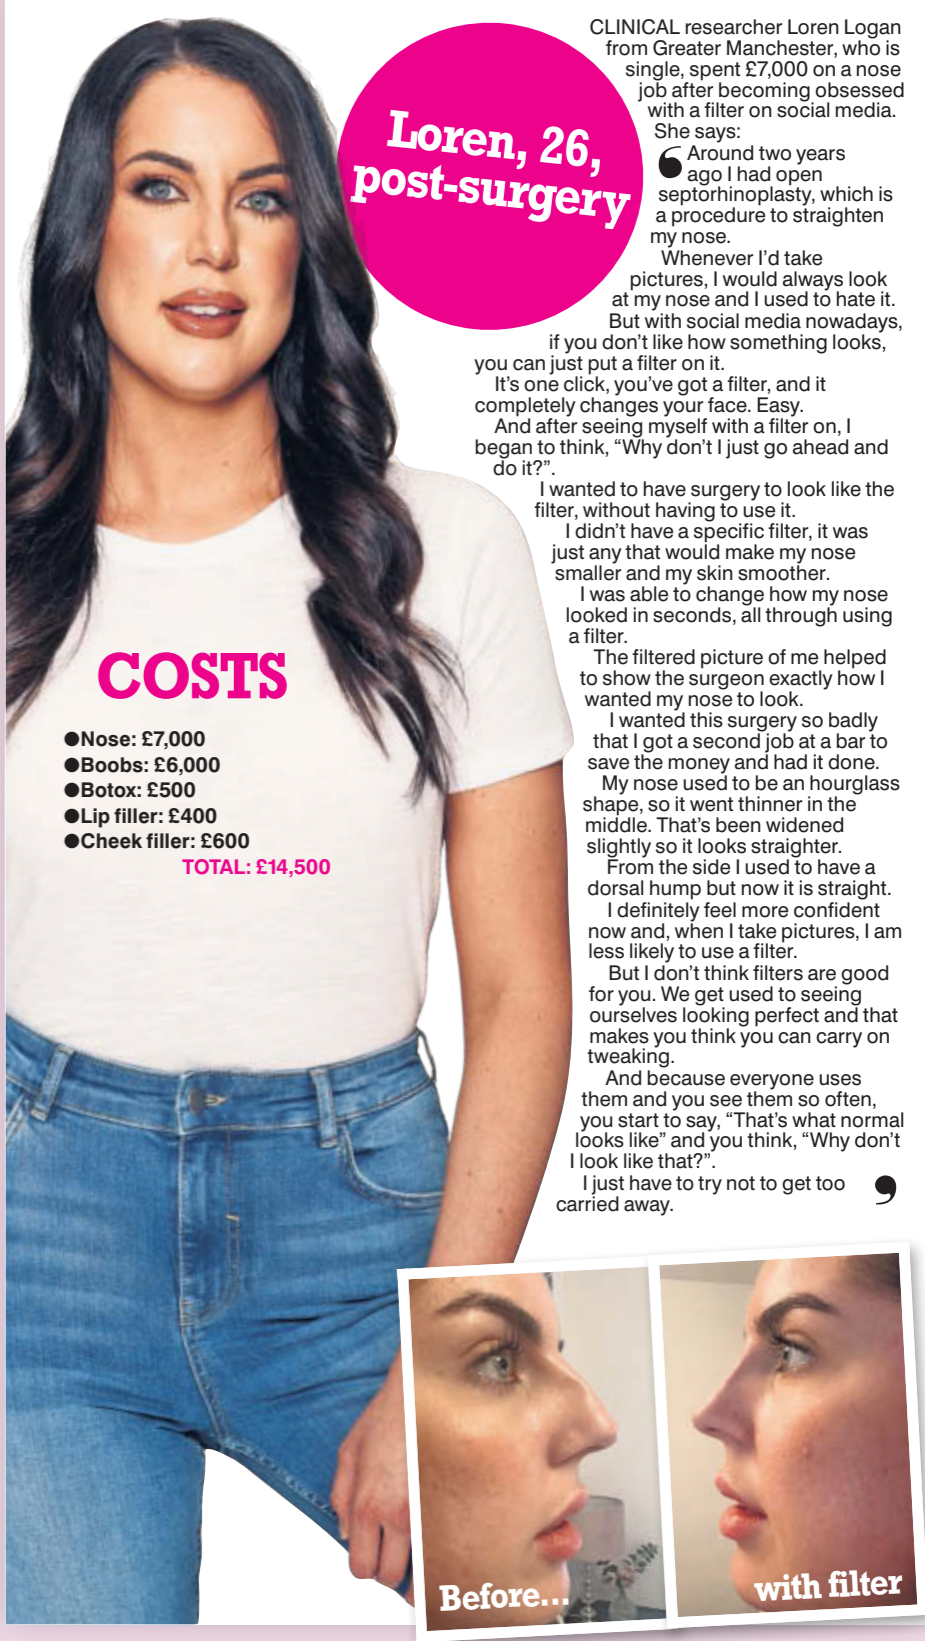 Loren, 26,
post-surgery
CLINICAL researcher Loren Logan
from Greater Manchester, who is
single, spent £7,000 on a nose
job after becoming obsessed
with a filter on social media.
She says:
❛ Around two years
ago I had open
septorhinoplasty, which is
a procedure to straighten
my nose.
Whenever I’d take
pictures, I would always look
at my nose and I used to hate it.
But with social media nowadays,
if you don’t like how something looks,
you can just put a filter on it.
It’s one click, you’ve got a filter, and it
completely changes your face. Easy.
And after seeing myself with a filter on, I
began to think, “Why don’t I just go ahead and
do it?”.
I wanted to have surgery to look like the
filter, without having to use it.
I didn’t have a specific filter, it was
just any that would make my nose
smaller and my skin smoother.
I was able to change how my nose
looked in seconds, all through using
a filter.
The filtered picture of me helped
to show the surgeon exactly how I
wanted my nose to look.
I wanted this surgery so badly
that I got a second job at a bar to
save the money and had it done.
My nose used to be an hourglass
shape, so it went thinner in the
middle. That’s been widened
slightly so it looks straighter.
From the side I used to have a
dorsal hump but now it is straight.
I definitely feel more confident
now and, when I take pictures, I am
less likely to use a filter.
But I don’t think filters are good
for you. We get used to seeing
ourselves looking perfect and that
makes you think you can carry on
tweaking.
And because everyone uses
them and you see them so often,
you start to say, “That’s what normal
looks like” and you think, “Why don’t
I look like that?”.
I just have to try not to get too
carried away. ❜
COSTS
●Nose: £7,000
●Boobs: £6,000
●Botox: £500
●Lip filler: £400
●Cheek filler: £600
TOTAL: £14,500
Before...
with filter